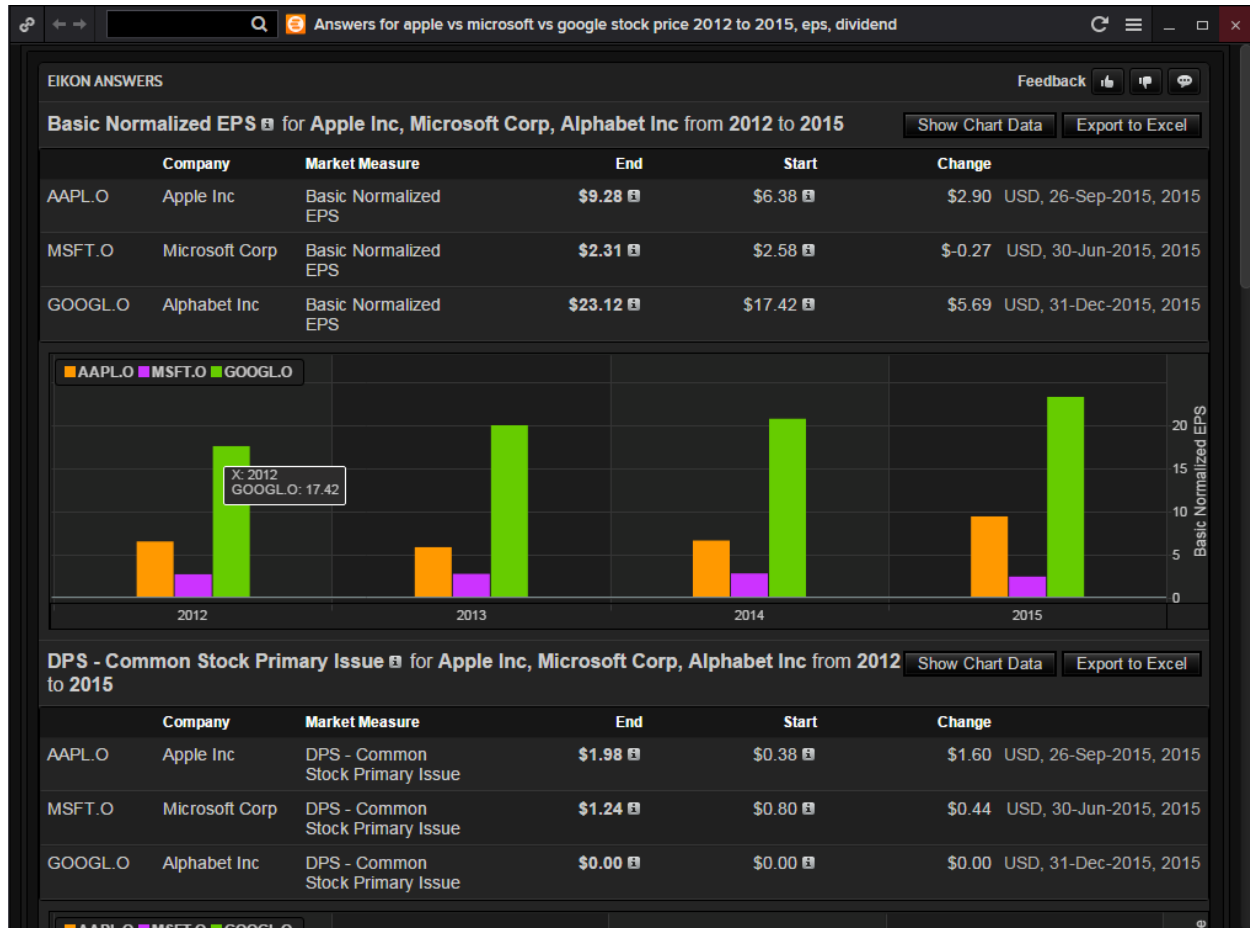 Answers for apple vs microsoft vs google stock price 2012 to 2015, eps, dividend
EIKON ANSWERS Feedback
Basic Normalized EPS for Apple Inc, Microsoft Corp, Alphabet Inc from 2012 to 2015 Show Chart Data Export to Excel
Company Market Measure End Start Change
AAPL.O Apple Inc Basic Normalized EPS $9.28 $6.38 $2.90 USD, 26-Sep-2015, 2015
MSFT.O Microsoft Corp Basic Normalized EPS $2.31 $2.58 $-0.27 USD, 30-Jun-2015, 2015
GOOGL.O Alphabet Inc Basic Normalized EPS $23.12 $17.42 $5.69 USD, 31-Dec-2015, 2015
AAPL.O MSFT.O GOOGL.O
X: 2012
GOOGL.O: 17.42
20
15
10
5
0
Basic Normalized EPS
2012 2013 2014 2015
DPS - Common Stock Primary Issue for Apple Inc, Microsoft Corp, Alphabet Inc from 2012 Show Chart Data Export to Excel
to 2015
Company Market Measure End Start Change
AAPL.O Apple Inc DPS - Common Stock Primary Issue $1.98 $0.38 $1.60 USD, 26-Sep-2015, 2015
MSFT.O Microsoft Corp DPS - Common Stock Primary Issue $1.24 $0.80 $0.44 USD, 30-Jun-2015, 2015
GOOGL.O Alphabet Inc DPS - Common Stock Primary Issue $0.00 $0.00 $0.00 USD, 31-Dec-2015, 2015
AAPL.O MSFT.O GOOGL.O